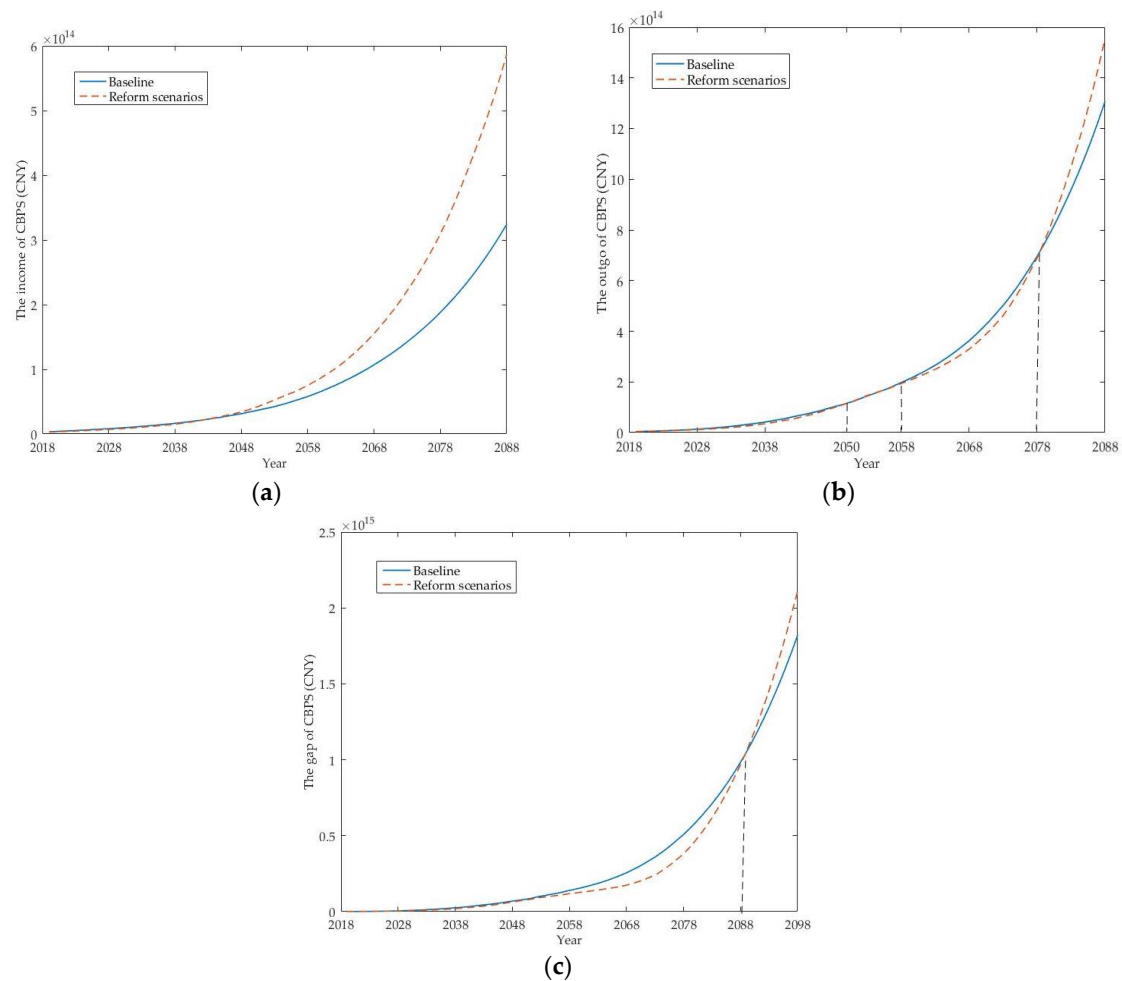 ×10^14
6
5
4
3
2
1
0
The income of CBPS (CNY)
Baseline
Reform scenarios
2018 2028 2038 2048 2058 2068 2078 2088
Year
(a)
×10^14
16
14
12
10
8
6
4
2
0
The outgo of CBPS (CNY)
Baseline
Reform scenarios
2018 2028 2038 2050 2058 2068 2078 2088
Year
(b)
×10^15
2.5
2
1.5
1
0.5
0
The gap of CBPS (CNY)
Baseline
Reform scenarios
2018 2028 2038 2048 2058 2068 2078 2088 2098
Year
(c)